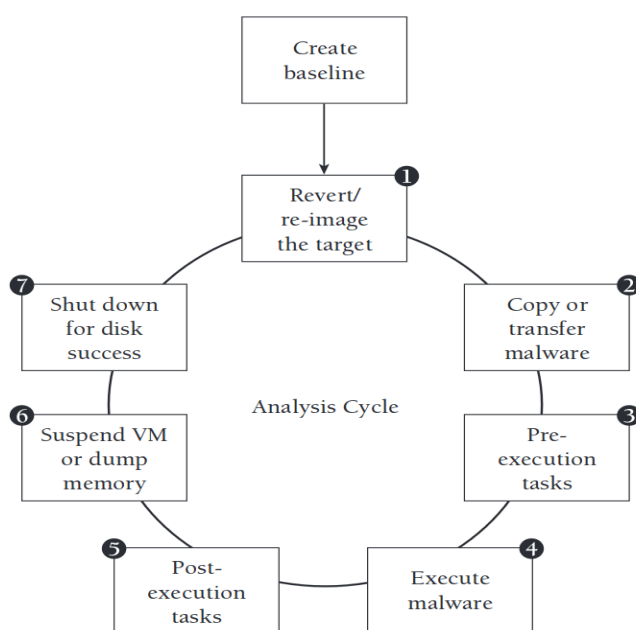 Create
baseline
1
Revert/
re-image
the target
2
Copy or
transfer
malware
3
Pre-
execution
tasks
4
Execute
malware
5
Post-
execution
tasks
6
Suspend VM
or dump
memory
7
Shut down
for disk
success
Analysis Cycle